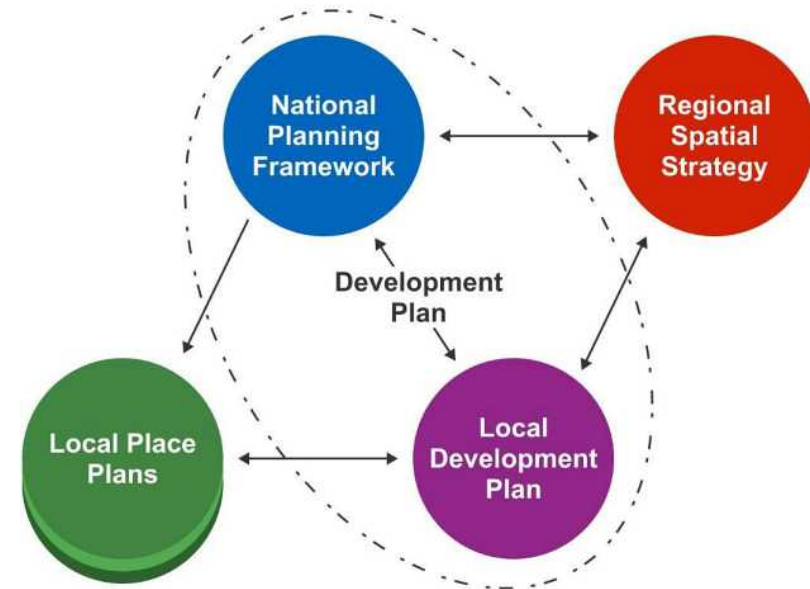 National
Planning
Framework
Regional
Spatial
Strategy
Development
Plan
Local Place
Plans
Local
Development
Plan